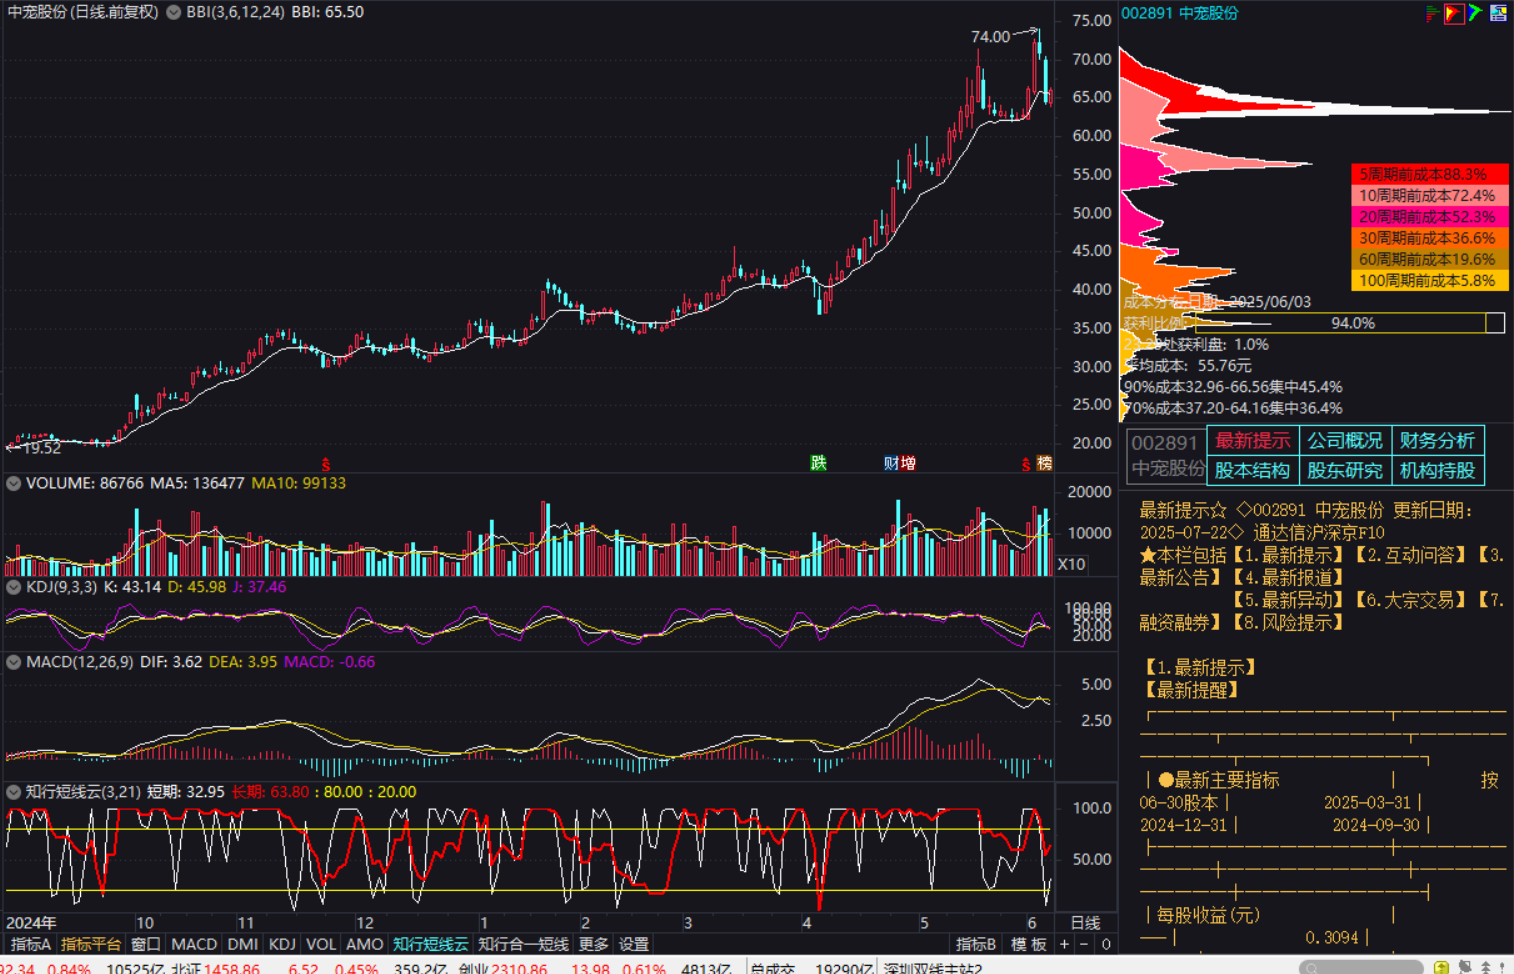 中宠股份(日线.前复权) BBI(3,6,12,24) BBI: 65.50
74.00
19.52
75.00
70.00
65.00
60.00
55.00
50.00
45.00
40.00
35.00
30.00
25.00
20.00
S
跌
财增
S
榜
VOLUME: 86766 MA5: 136477 MA10: 99133
20000
10000
X10
KDJ(9,3,3) K: 43.14 D: 45.98 J: 37.46
100.00
20.00
MACD(12,26,9) DIF: 3.62 DEA: 3.95 MACD: -0.66
5.00
2.50
知行短线云(3,21) 短期: 32.95 长期: 63.80 : 80.00 : 20.00
100.0
50.00
2024年 10 11 12 1 2 3 4 5 6 日线
指标A 指标平台 窗口 MACD DMI KDJ VOL AMO 知行短线云 知行合一短线 更多 设置 指标B 模板 + - 0
92.34 0.84% 10525亿 北证 1458.86 6.52 0.45% 359.2亿 创业 2310.86 13.98 0.61% 4813亿 总成交 19290亿 深圳双线主站2
002891 中宠股份
5周期前成本88.3%
10周期前成本72.4%
20周期前成本52.3%
30周期前成本36.6%
60周期前成本19.6%
100周期前成本5.8%
成本分布.日期: 2025/06/03
获利比例: 94.0%
处获利盘: 1.0%
平均成本: 55.76元
90%成本32.96-66.56集中45.4%
70%成本37.20-64.16集中36.4%
002891
中宠股份
最新提示 公司概况 财务分析
股本结构 股东研究 机构持股
最新提示☆ ◇002891 中宠股份 更新日期:
2025-07-22◇ 通达信沪深京F10
★本栏包括【1.最新提示】【2.互动问答】【3.
最新公告】【4.最新报道】
【5.最新异动】【6.大宗交易】【7.
融资融券】【8.风险提示】
【1.最新提示】
【最新提醒】
●最新主要指标 按
06-30股本 2025-03-31
2024-12-31 2024-09-30
每股收益(元)
0.3094